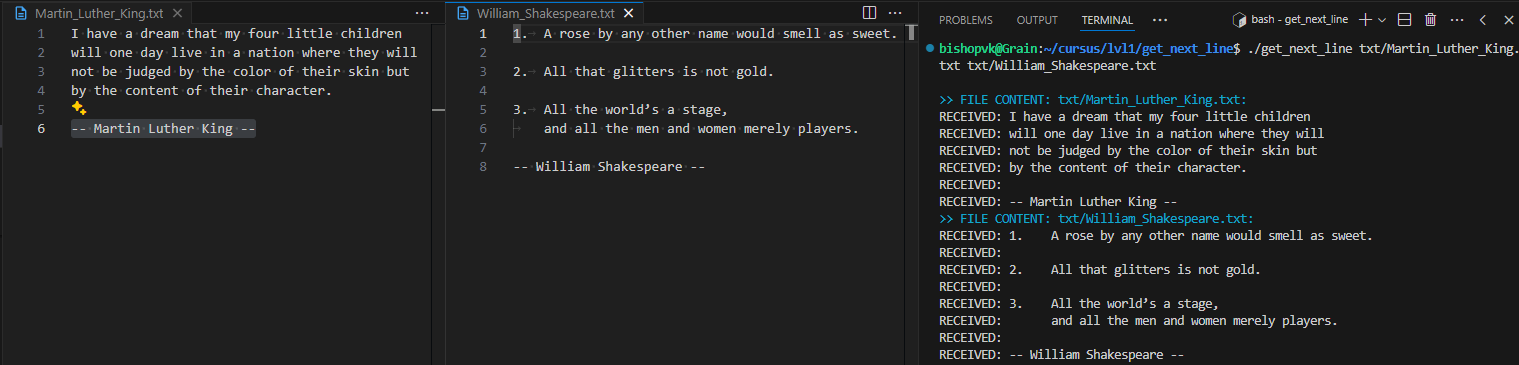 Martin_Luther_King.txt
1 I have a dream that my four little children
2 will one day live in a nation where they will
3 not be judged by the color of their skin but
4 by the content of their character.
5
6 -- Martin Luther King --
William_Shakespeare.txt
1 1. A rose by any other name would smell as sweet.
2
3 2. All that glitters is not gold.
4
5 3. All the world’s a stage,
6 and all the men and women merely players.
7
8 -- William Shakespeare --
PROBLEMS OUTPUT TERMINAL bash - get_next_line
bishopvk@Grain:~/cursus/lvl1/get_next_line$ ./get_next_line txt/Martin_Luther_King.
txt txt/William_Shakespeare.txt
>> FILE CONTENT: txt/Martin_Luther_King.txt:
RECEIVED: I have a dream that my four little children
RECEIVED: will one day live in a nation where they will
RECEIVED: not be judged by the color of their skin but
RECEIVED: by the content of their character.
RECEIVED:
RECEIVED: -- Martin Luther King --
>> FILE CONTENT: txt/William_Shakespeare.txt:
RECEIVED: 1. A rose by any other name would smell as sweet.
RECEIVED:
RECEIVED: 2. All that glitters is not gold.
RECEIVED:
RECEIVED: 3. All the world’s a stage,
RECEIVED: and all the men and women merely players.
RECEIVED:
RECEIVED: -- William Shakespeare --